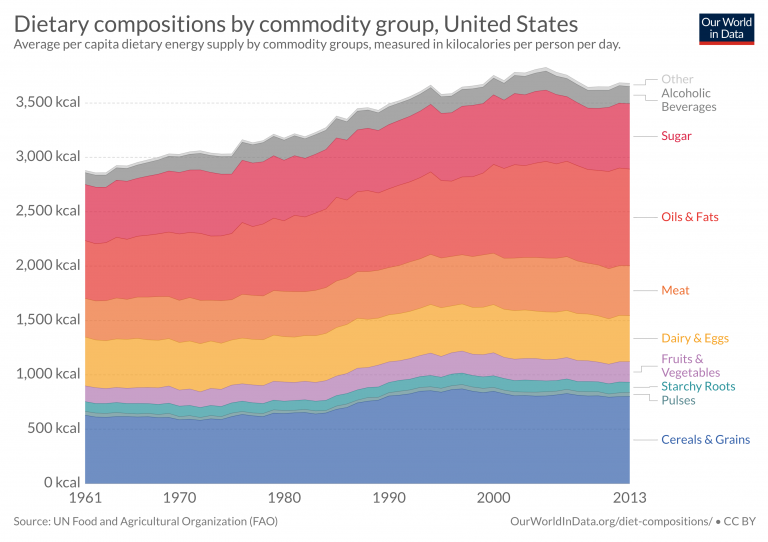 Dietary compositions by commodity group, United States
Average per capita dietary energy supply by commodity groups, measured in kilocalories per person per day.
Our World
in Data
Other
Alcoholic
Beverages
3,500 kcal
Sugar
3,000 kcal
2,500 kcal
Oils & Fats
2,000 kcal
Meat
1,500 kcal
Dairy & Eggs
Fruits &
Vegetables
1,000 kcal
Starchy Roots
Pulses
500 kcal
Cereals & Grains
0 kcal
1961
1970
1980
1990
2000
2013
Source: UN Food and Agricultural Organization (FAO)
OurWorldInData.org/diet-compositions/ • CC BY